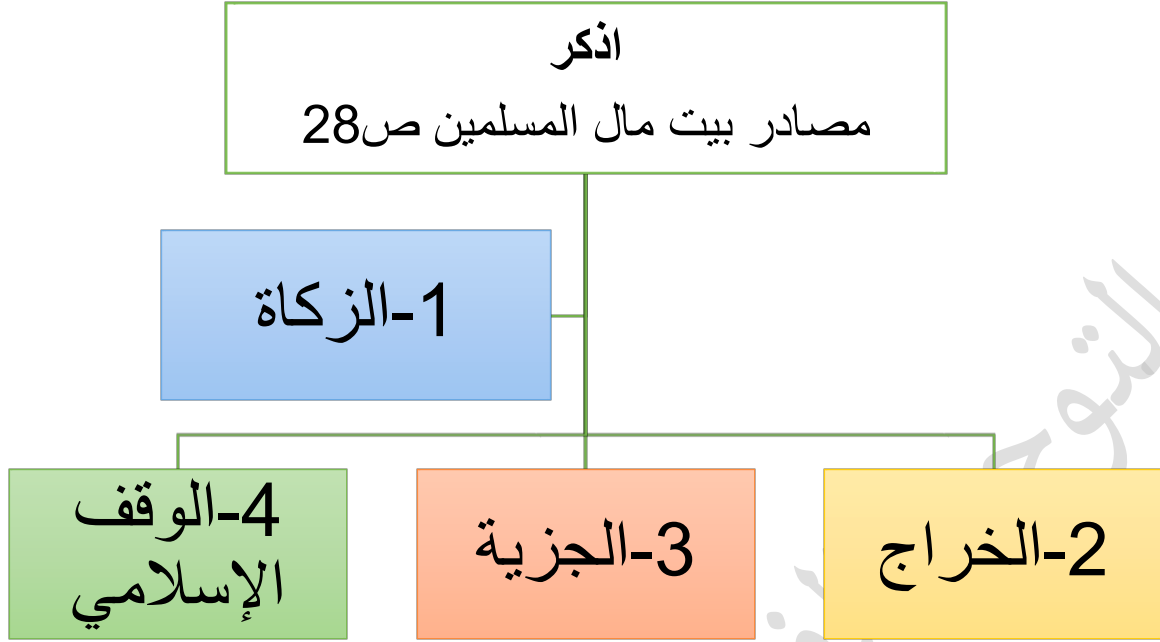 اذكر
مصادر بيت مال المسلمين ص28
1-الزكاة
2-الخراج
3-الجزية
4-الوقف
الإسلامي